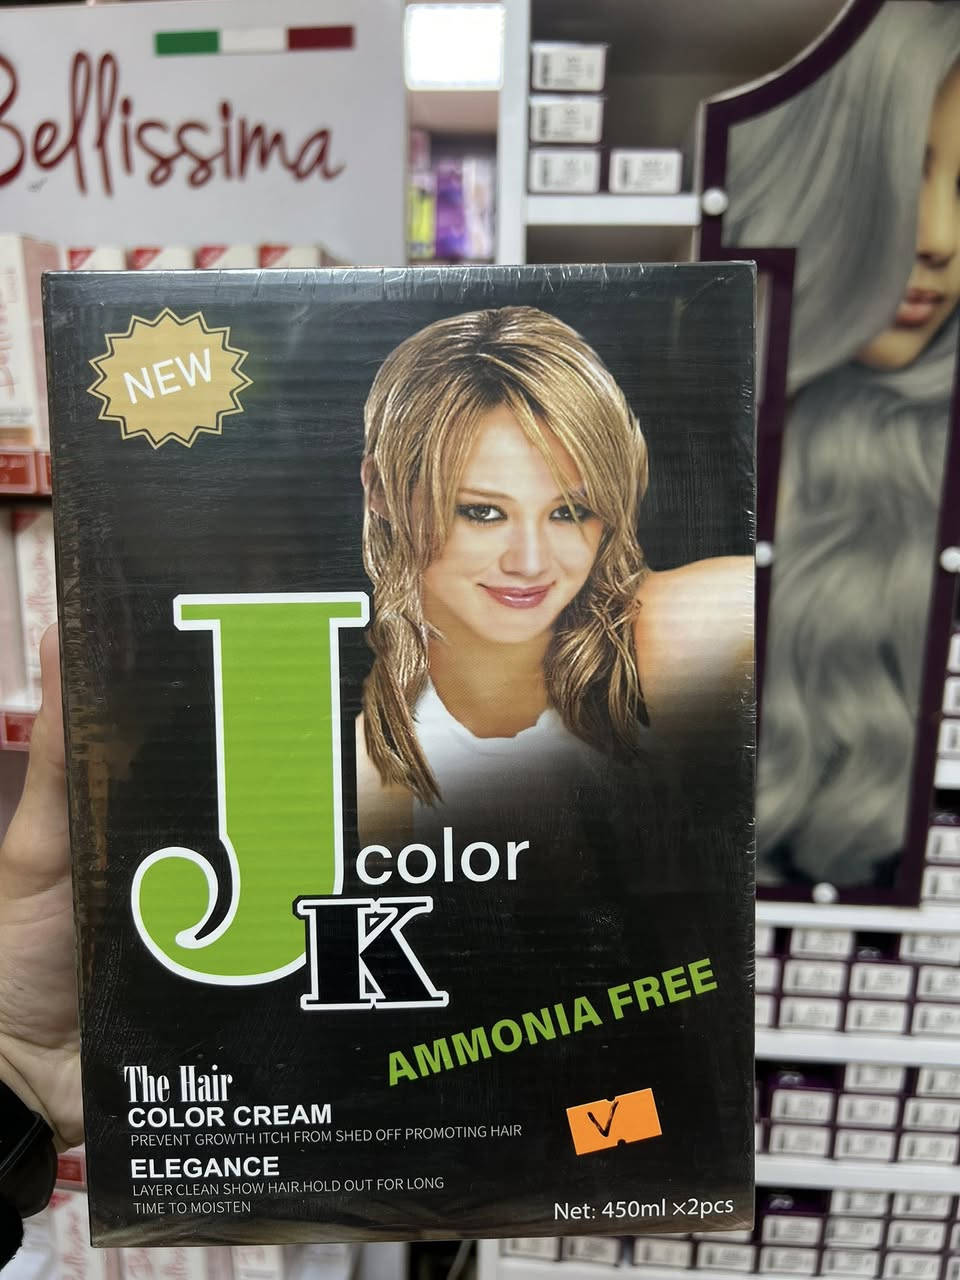 Bellissima
NEW
J color
K
AMMONIA FREE
The Hair
COLOR CREAM
PREVENT GROWTH ITCH FROM SHED OFF PROMOTING HAIR
ELEGANCE
LAYER CLEAN SHOW HAIR.HOLD OUT FOR LONG
TIME TO MOISTEN
V
Net: 450ml ×2pcs